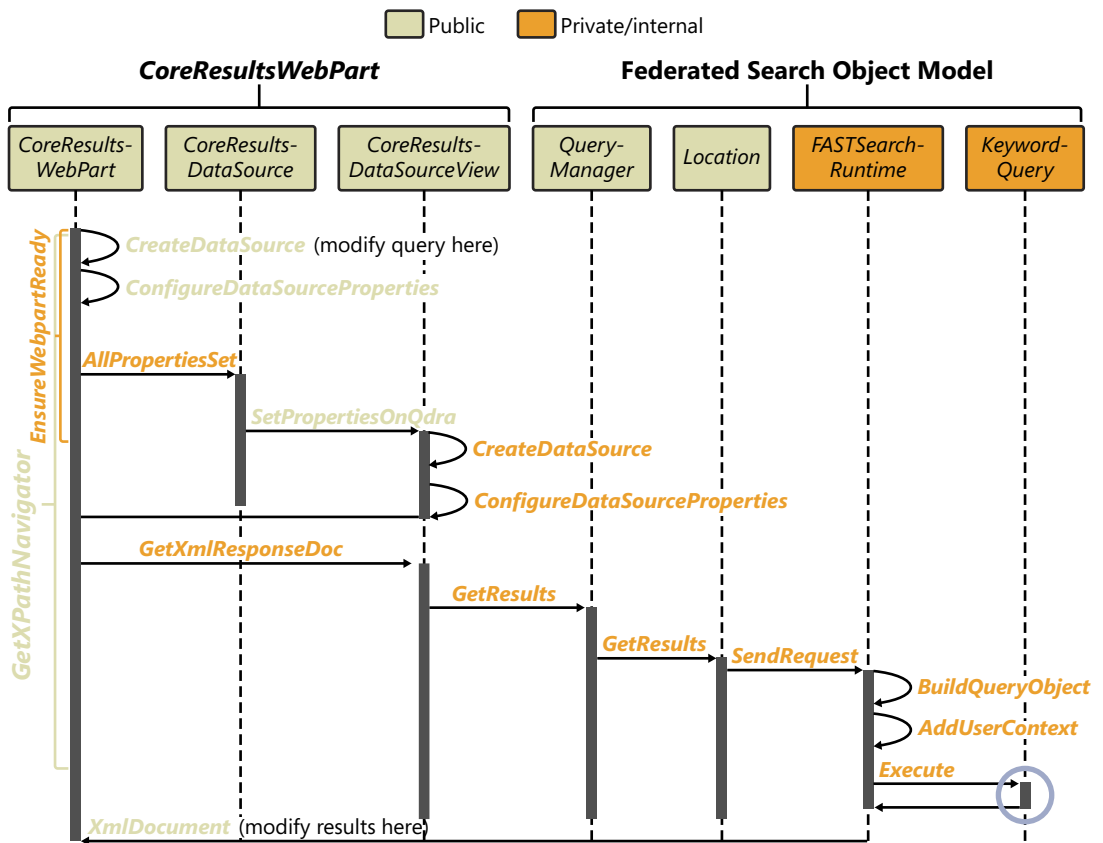 Public
Private/internal
CoreResultsWebPart
Federated Search Object Model
CoreResults-
WebPart
CoreResults-
DataSource
CoreResults-
DataSourceView
Query-
Manager
Location
FASTSearch-
Runtime
Keyword-
Query
CreateDataSource (modify query here)
ConfigureDataSourceProperties
EnsureWebpartReady
AllPropertiesSet
SetPropertiesOnQdra
CreateDataSource
ConfigureDataSourceProperties
GetXPathNavigator
GetXmlResponseDoc
GetResults
GetResults
SendRequest
BuildQueryObject
AddUserContext
Execute
XmlDocument (modify results here)